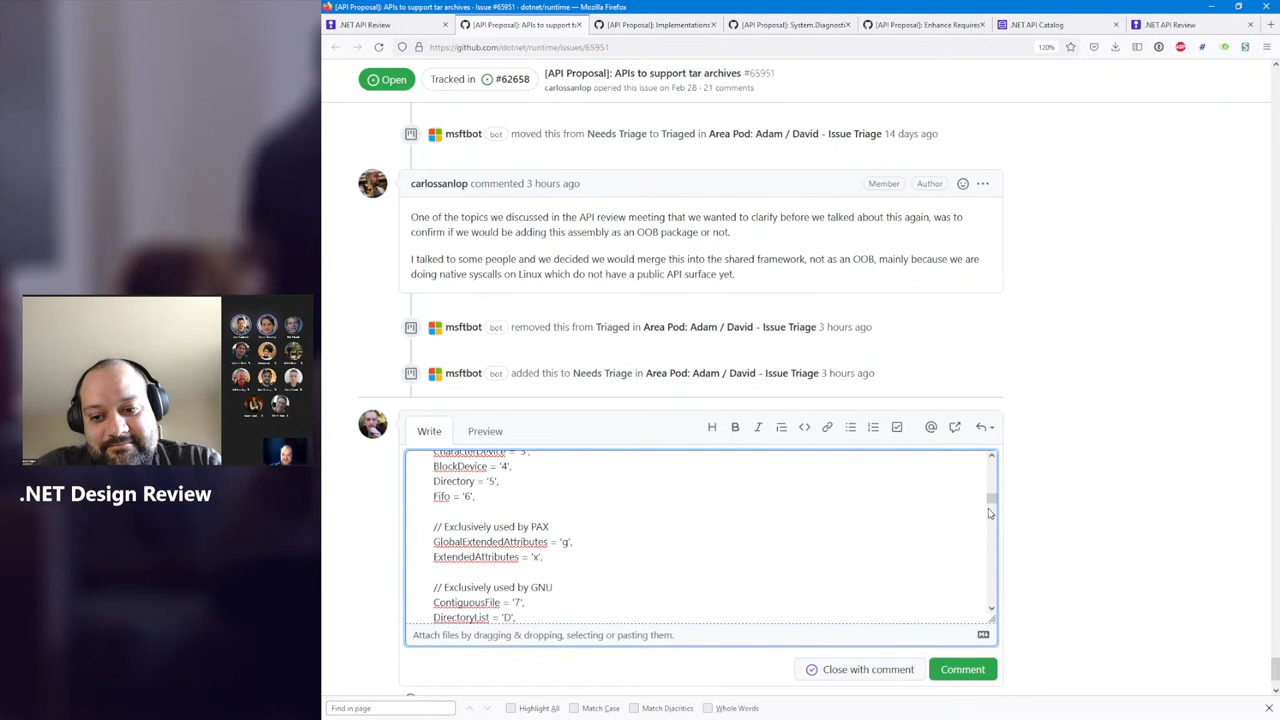 [API Proposal]: APIs to support tar archives - Issue #65951 - dotnet/runtime — Mozilla Firefox
.NET API Review
[API Proposal]: APIs to support ta
[API Proposal]: Implementations
[API Proposal]: System.Diagnosti
[API Proposal]: Enhance Require
.NET API Catalog
.NET API Review
https://github.com/dotnet/runtime/issues/65951
120%
Open
Tracked in #62658
[API Proposal]: APIs to support tar archives #65951
carlossanlop opened this issue on Feb 28 · 21 comments
msftbot bot moved this from Needs Triage to Triaged in Area Pod: Adam / David - Issue Triage 14 days ago
carlossanlop commented 3 hours ago
Member
Author
One of the topics we discussed in the API review meeting that we wanted to clarify before we talked about this again, was to
confirm if we would be adding this assembly as an OOB package or not.
I talked to some people and we decided we would merge this into the shared framework, not as an OOB, mainly because we are
doing native syscalls on Linux which do not have a public API surface yet.
msftbot bot removed this from Triaged in Area Pod: Adam / David - Issue Triage 3 hours ago
msftbot bot added this to Needs Triage in Area Pod: Adam / David - Issue Triage 3 hours ago
Write
Preview
CharacterDevice = '3',
BlockDevice = '4',
Directory = '5',
Fifo = '6',
// Exclusively used by PAX
GlobalExtendedAttributes = 'g',
ExtendedAttributes = 'x',
// Exclusively used by GNU
ContiguousFile = '7',
DirectoryList = 'D',
Attach files by dragging & dropping, selecting or pasting them.
Close with comment
Comment
.NET Design Review
Find in page
Highlight All
Match Case
Match Diacritics
Whole Words